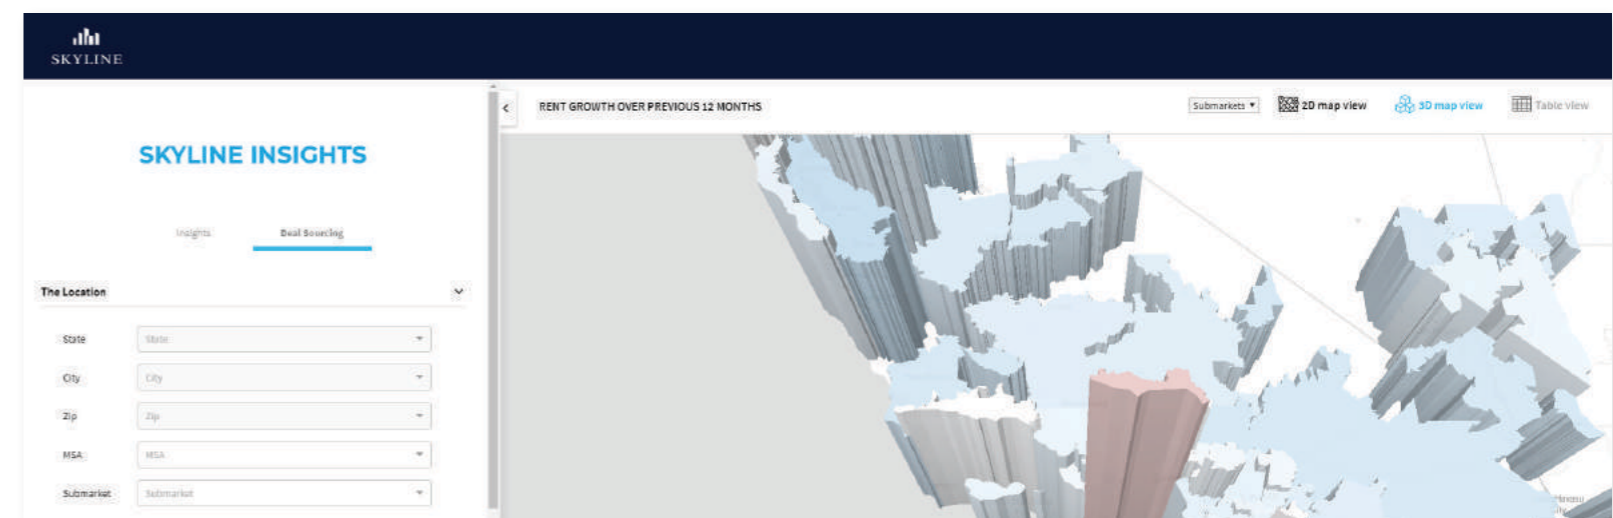 SKYLINE
RENT GROWTH OVER PREVIOUS 12 MONTHS
Submarkets
2D map view
3D map view
Table view
SKYLINE INSIGHTS
Insights
Deal Sourcing
The Location
State
State
City
City
Zip
Zip
MSA
MSA
Submarket
Submarket